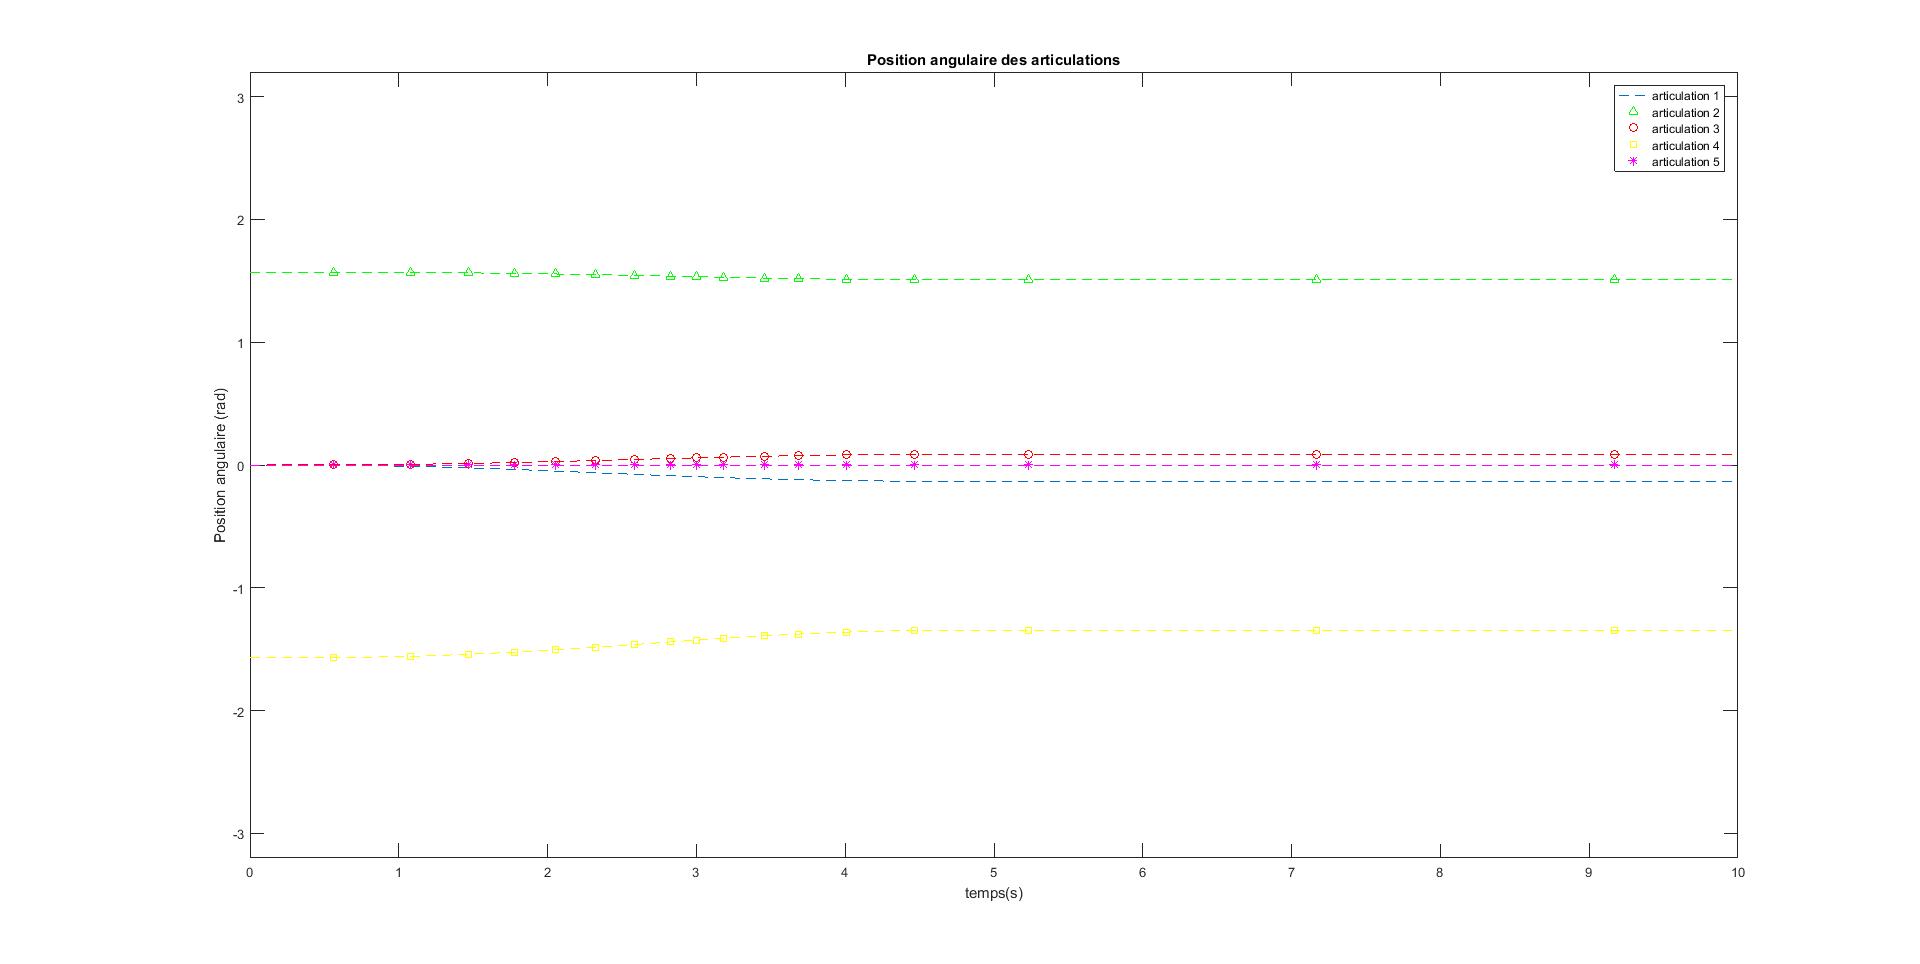 Position angulaire des articulations
articulation 1
articulation 2
articulation 3
articulation 4
articulation 5
Position angulaire (rad)
3
2
1
0
-1
-2
-3
0 1 2 3 4 5 6 7 8 9 10
temps(s)